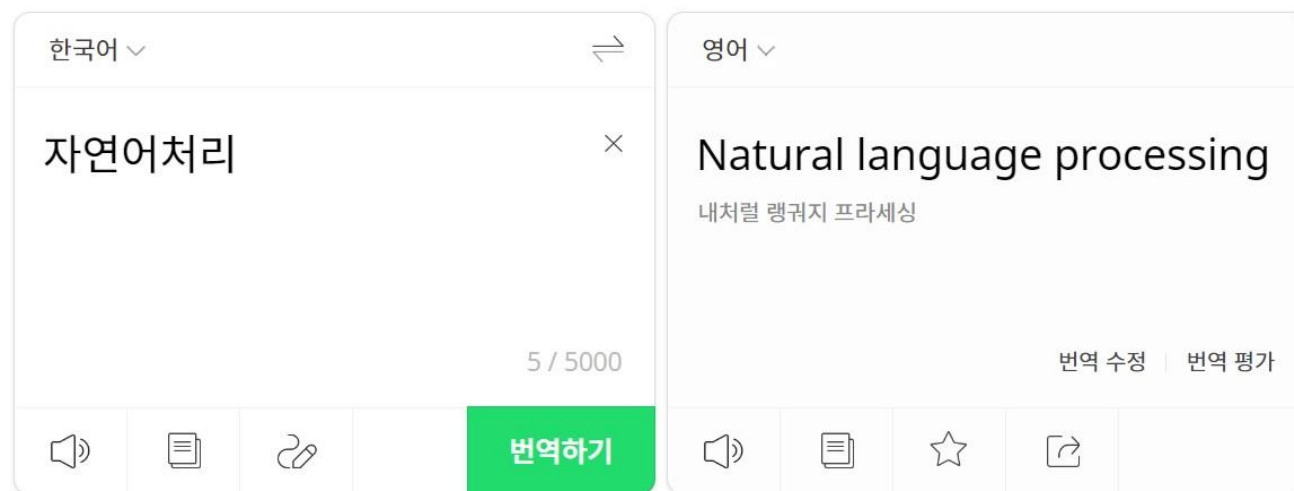 한국어
자연어처리
5 / 5000
번역하기
영어
Natural language processing
내처럴 랭궈지 프라세싱
번역 수정
번역 평가